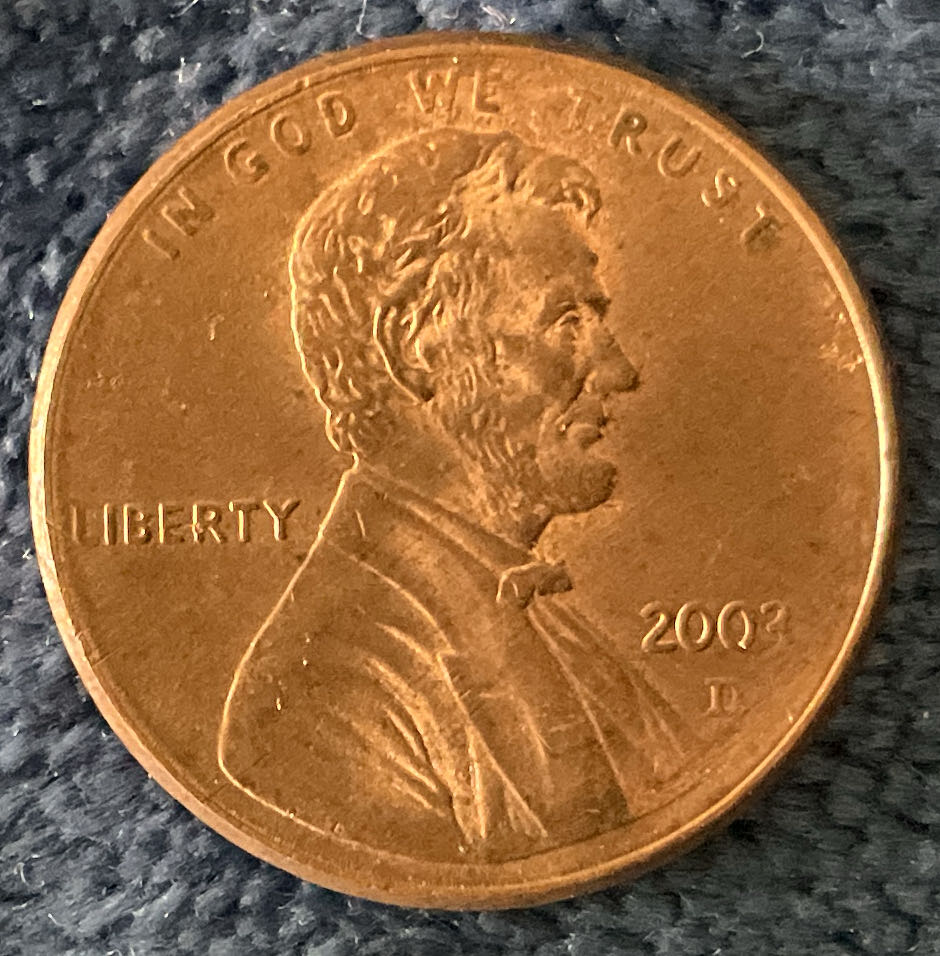 IN GOD WE TRUST
LIBERTY
2003
D